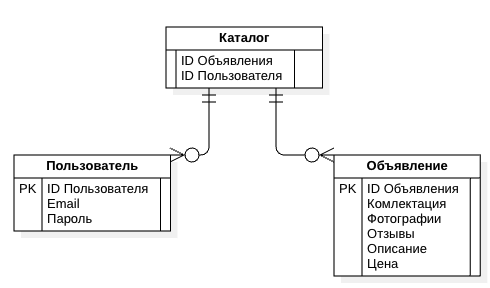 Каталог
ID Объявления
ID Пользователя
Пользователь
PK ID Пользователя
Email
Пароль
Объявление
PK ID Объявления
Комлектация
Фотографии
Отзывы
Описание
Цена